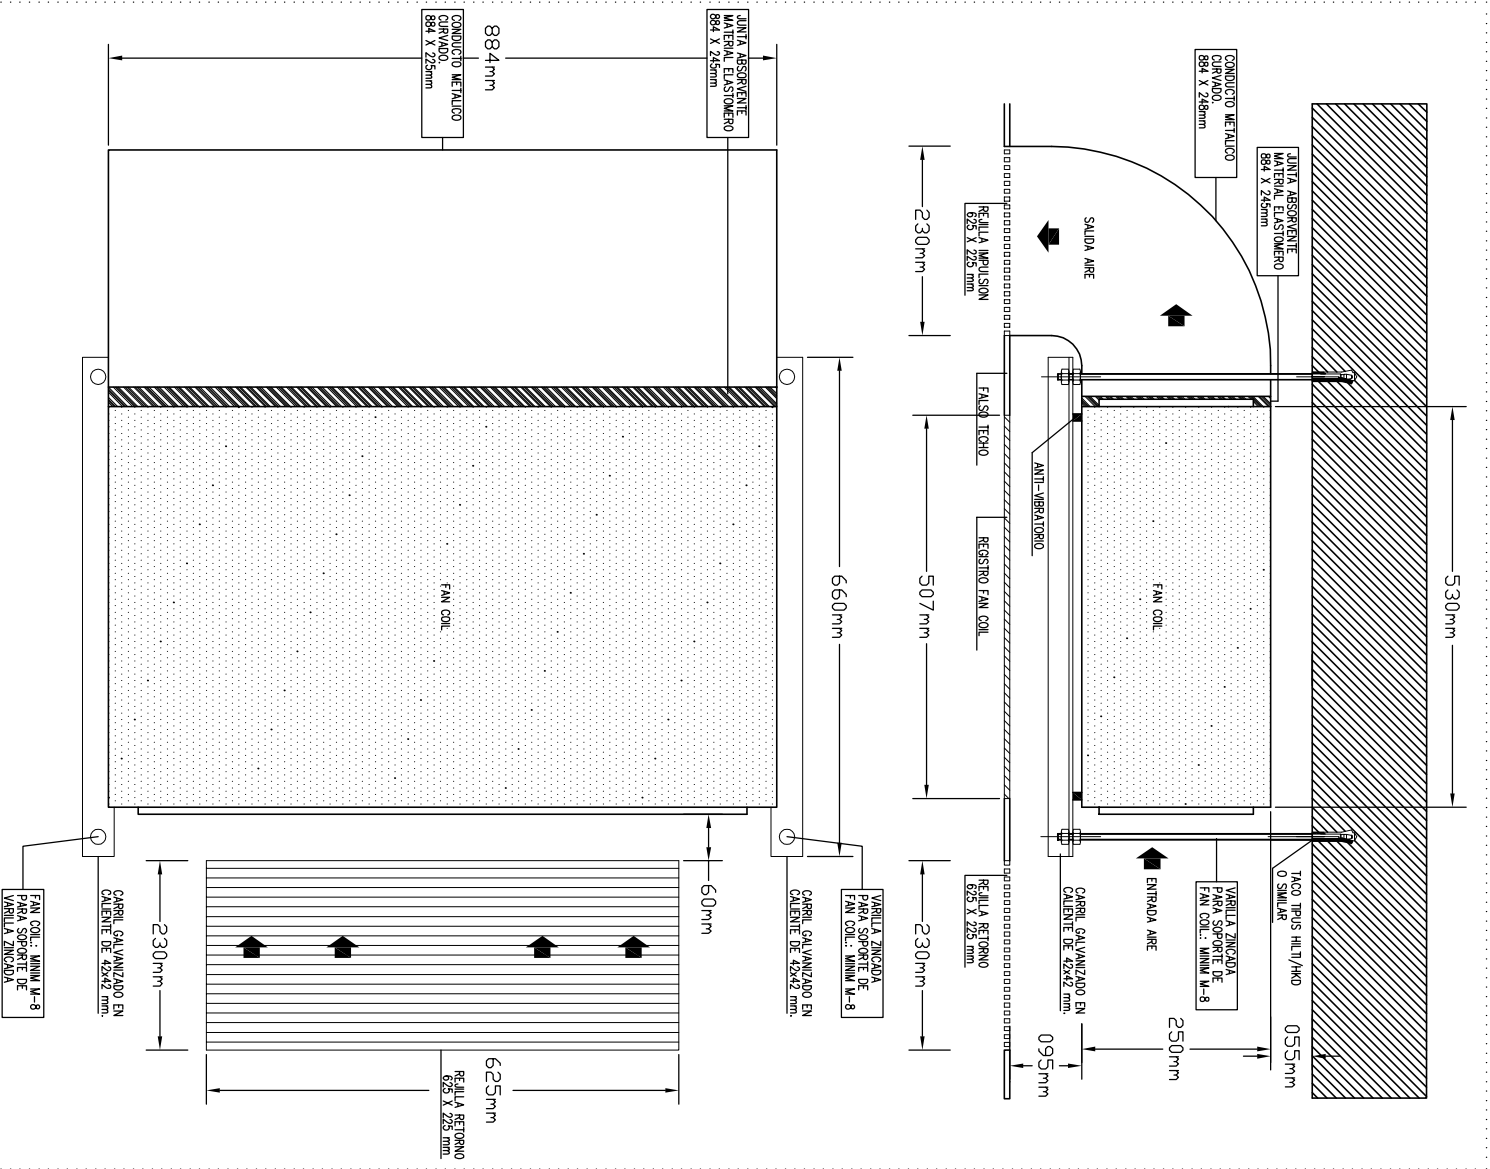 CONDUCTO METALICO
CURVADO.
884 X 248mm
JUNTA ABSORVENTE
MATERIAL ELASTOMERO
884 X 245mm
SALIDA AIRE
REJILLA IMPULSION
625 X 225 mm
230mm
FALSO TECHO
ANTI-VIBRATORIO
REGISTRO FAN COIL
507mm
530mm
FAN COIL
TACO TIPUS HILTI/HKD
O SIMILAR
VARILLA ZINCADA
PARA SOPORTE DE
FAN COIL: MINIM M-8
ENTRADA AIRE
CARRIL GALVANIZADO EN
CALIENTE DE 42x42 mm.
REJILLA RETORNO
625 X 225 mm
230mm
055mm
250mm
095mm
JUNTA ABSORVENTE
MATERIAL ELASTOMERO
884 X 245mm
884mm
CONDUCTO METALICO
CURVADO.
884 X 225mm
660mm
FAN COIL
60mm
VARILLA ZINCADA
PARA SOPORTE DE
FAN COIL: MINIM M-8
CARRIL GALVANIZADO EN
CALIENTE DE 42x42 mm.
230mm
625mm
REJILLA RETORNO
625 X 225 mm
CARRIL GALVANIZADO EN
CALIENTE DE 42x42 mm.
FAN COIL: MINIM M-8
PARA SOPORTE DE
VARILLA ZINCADA